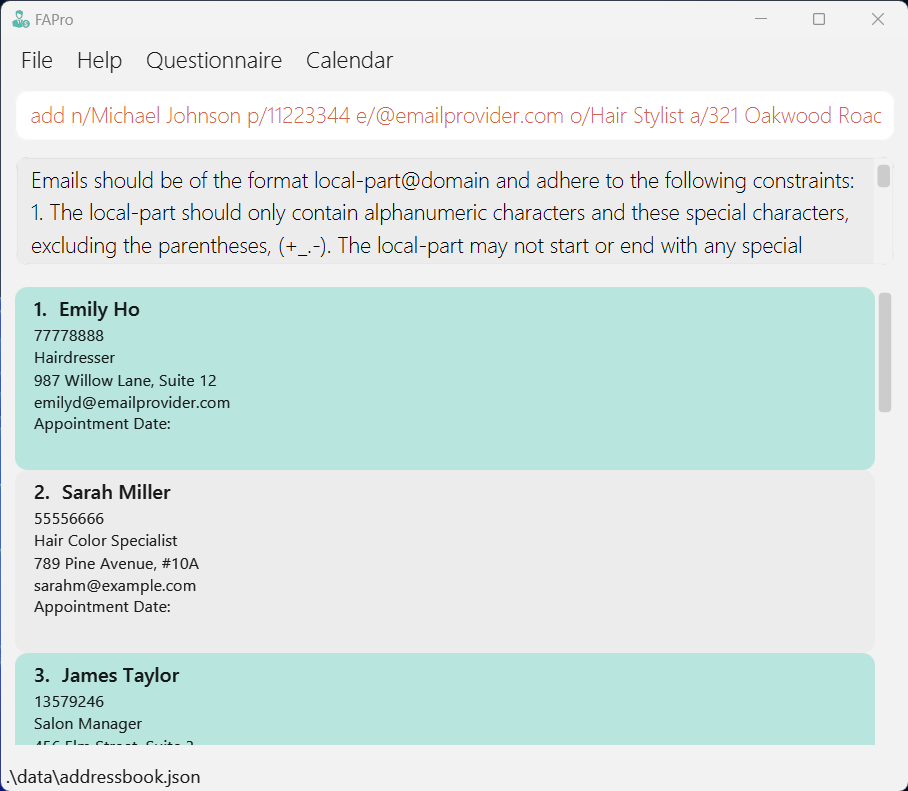 FAPro
File Help Questionnaire Calendar
add n/Michael Johnson p/11223344 e/@emailprovider.com o/Hair Stylist a/321 Oakwood Roac
Emails should be of the format local-part@domain and adhere to the following constraints:
1. The local-part should only contain alphanumeric characters and these special characters,
excluding the parentheses, (+_.-). The local-part may not start or end with any special
1. Emily Ho
77778888
Hairdresser
987 Willow Lane, Suite 12
emilyd@emailprovider.com
Appointment Date:
2. Sarah Miller
55556666
Hair Color Specialist
789 Pine Avenue, #10A
sarahm@example.com
Appointment Date:
3. James Taylor
13579246
Salon Manager
456 Elm Street, Suite 3
.\data\addressbook.json